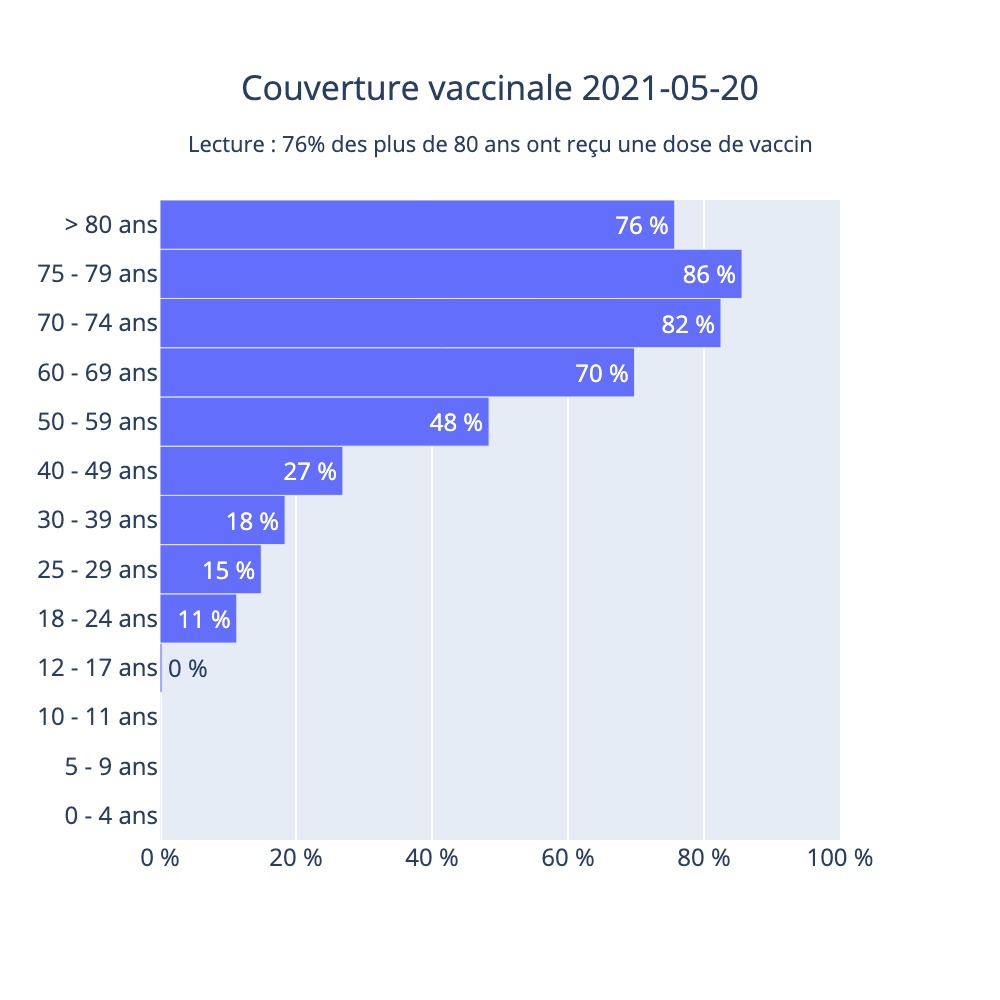 Couverture vaccinale 2021-05-20
Lecture : 76% des plus de 80 ans ont reçu une dose de vaccin
> 80 ans 76 %
75 - 79 ans 86 %
70 - 74 ans 82 %
60 - 69 ans 70 %
50 - 59 ans 48 %
40 - 49 ans 27 %
30 - 39 ans 18 %
25 - 29 ans 15 %
18 - 24 ans 11 %
12 - 17 ans 0 %
10 - 11 ans
5 - 9 ans
0 - 4 ans
0 % 20 % 40 % 60 % 80 % 100 %